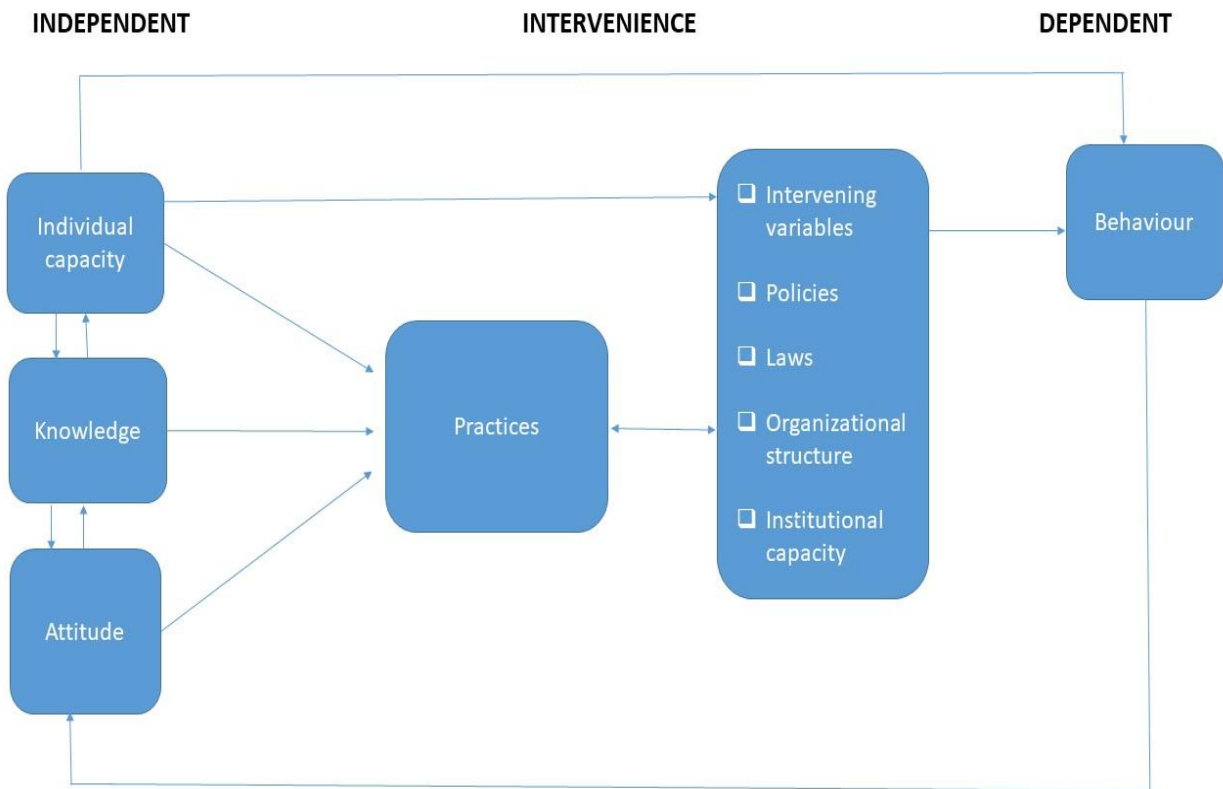 INDEPENDENT
INTERVENIENCE
DEPENDENT
Individual
capacity
Knowledge
Attitude
Practices
Intervening
variables
Policies
Laws
Organizational
structure
Institutional
capacity
Behaviour